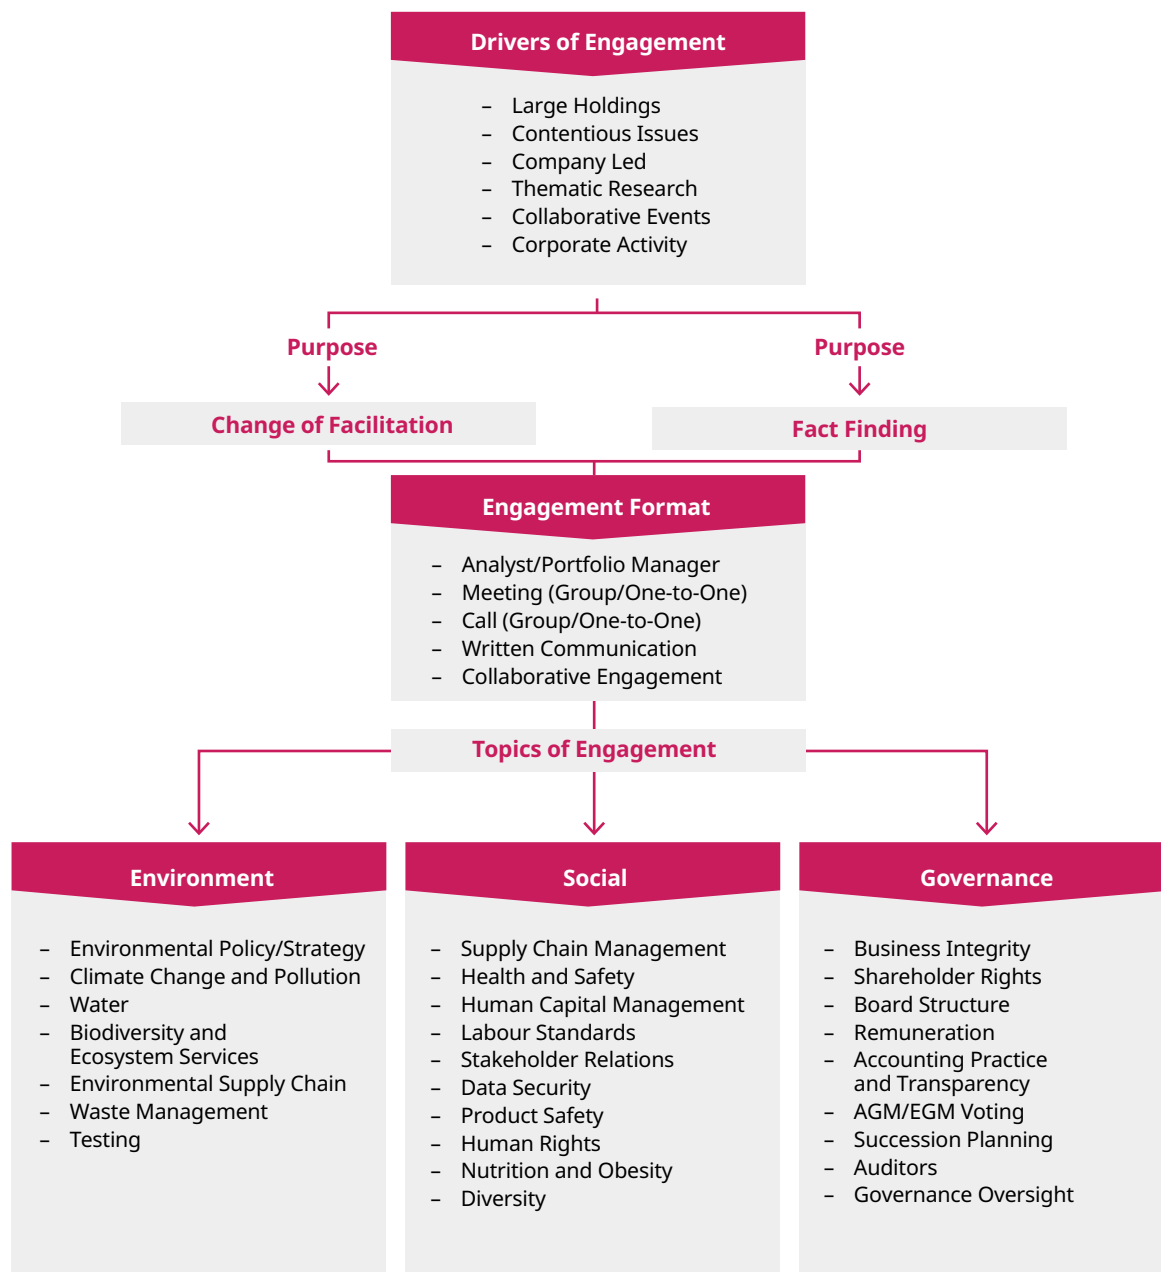 Drivers of Engagement
– Large Holdings
– Contentious Issues
– Company Led
– Thematic Research
– Collaborative Events
– Corporate Activity
Purpose
Purpose
Change of Facilitation
Fact Finding
Engagement Format
– Analyst/Portfolio Manager
– Meeting (Group/One-to-One)
– Call (Group/One-to-One)
– Written Communication
– Collaborative Engagement
Topics of Engagement
Environment
– Environmental Policy/Strategy
– Climate Change and Pollution
– Water
– Biodiversity and
Ecosystem Services
– Environmental Supply Chain
– Waste Management
– Testing
Social
– Supply Chain Management
– Health and Safety
– Human Capital Management
– Labour Standards
– Stakeholder Relations
– Data Security
– Product Safety
– Human Rights
– Nutrition and Obesity
– Diversity
Governance
– Business Integrity
– Shareholder Rights
– Board Structure
– Remuneration
– Accounting Practice
and Transparency
– AGM/EGM Voting
– Succession Planning
– Auditors
– Governance Oversight